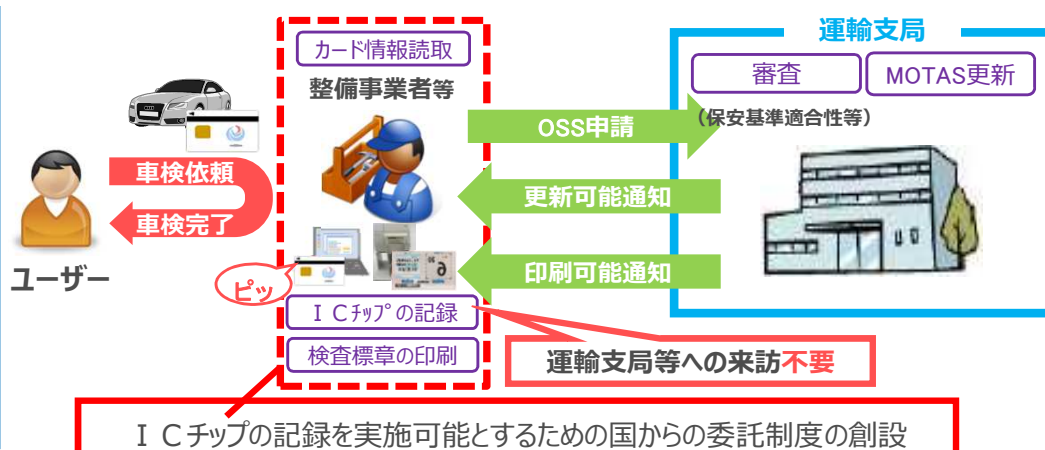 運輸支局
カード情報読取
審査
MOTAS更新
整備事業者等
(保安基準適合性等)
OSS申請
車検依頼
更新可能通知
車検完了
印刷可能通知
ユーザー
ピッ
ＩＣﾁｯﾌﾟの記録
検査標章の印刷
運輸支局等への来訪不要
ＩＣチップの記録を実施可能とするための国からの委託制度の創設